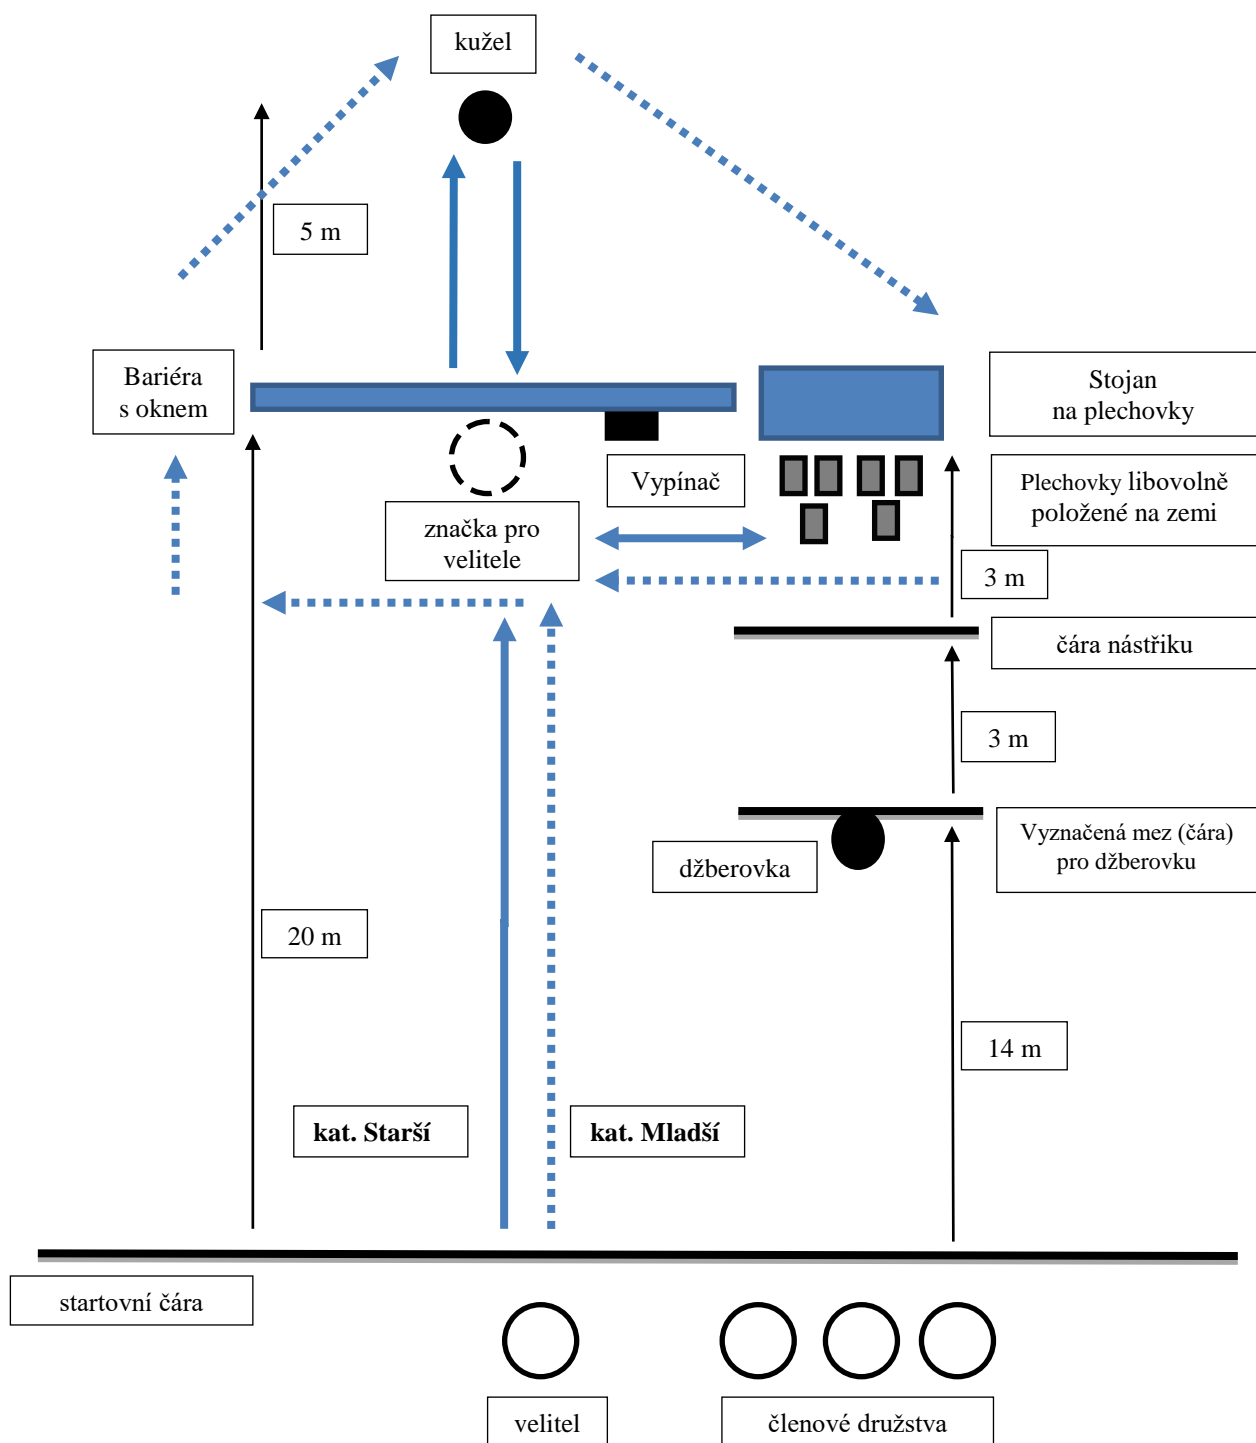 kužel
5 m
Bariéra
s oknem
Stojan
na plechovky
Vypínač
Plechovky libovolně
položené na zemi
značka pro
velitele
3 m
čára nástřiku
3 m
džberovka
Vyznačená mez (čára)
pro džberovku
20 m
14 m
kat. Starší
kat. Mladší
startovní čára
velitel
členové družstva